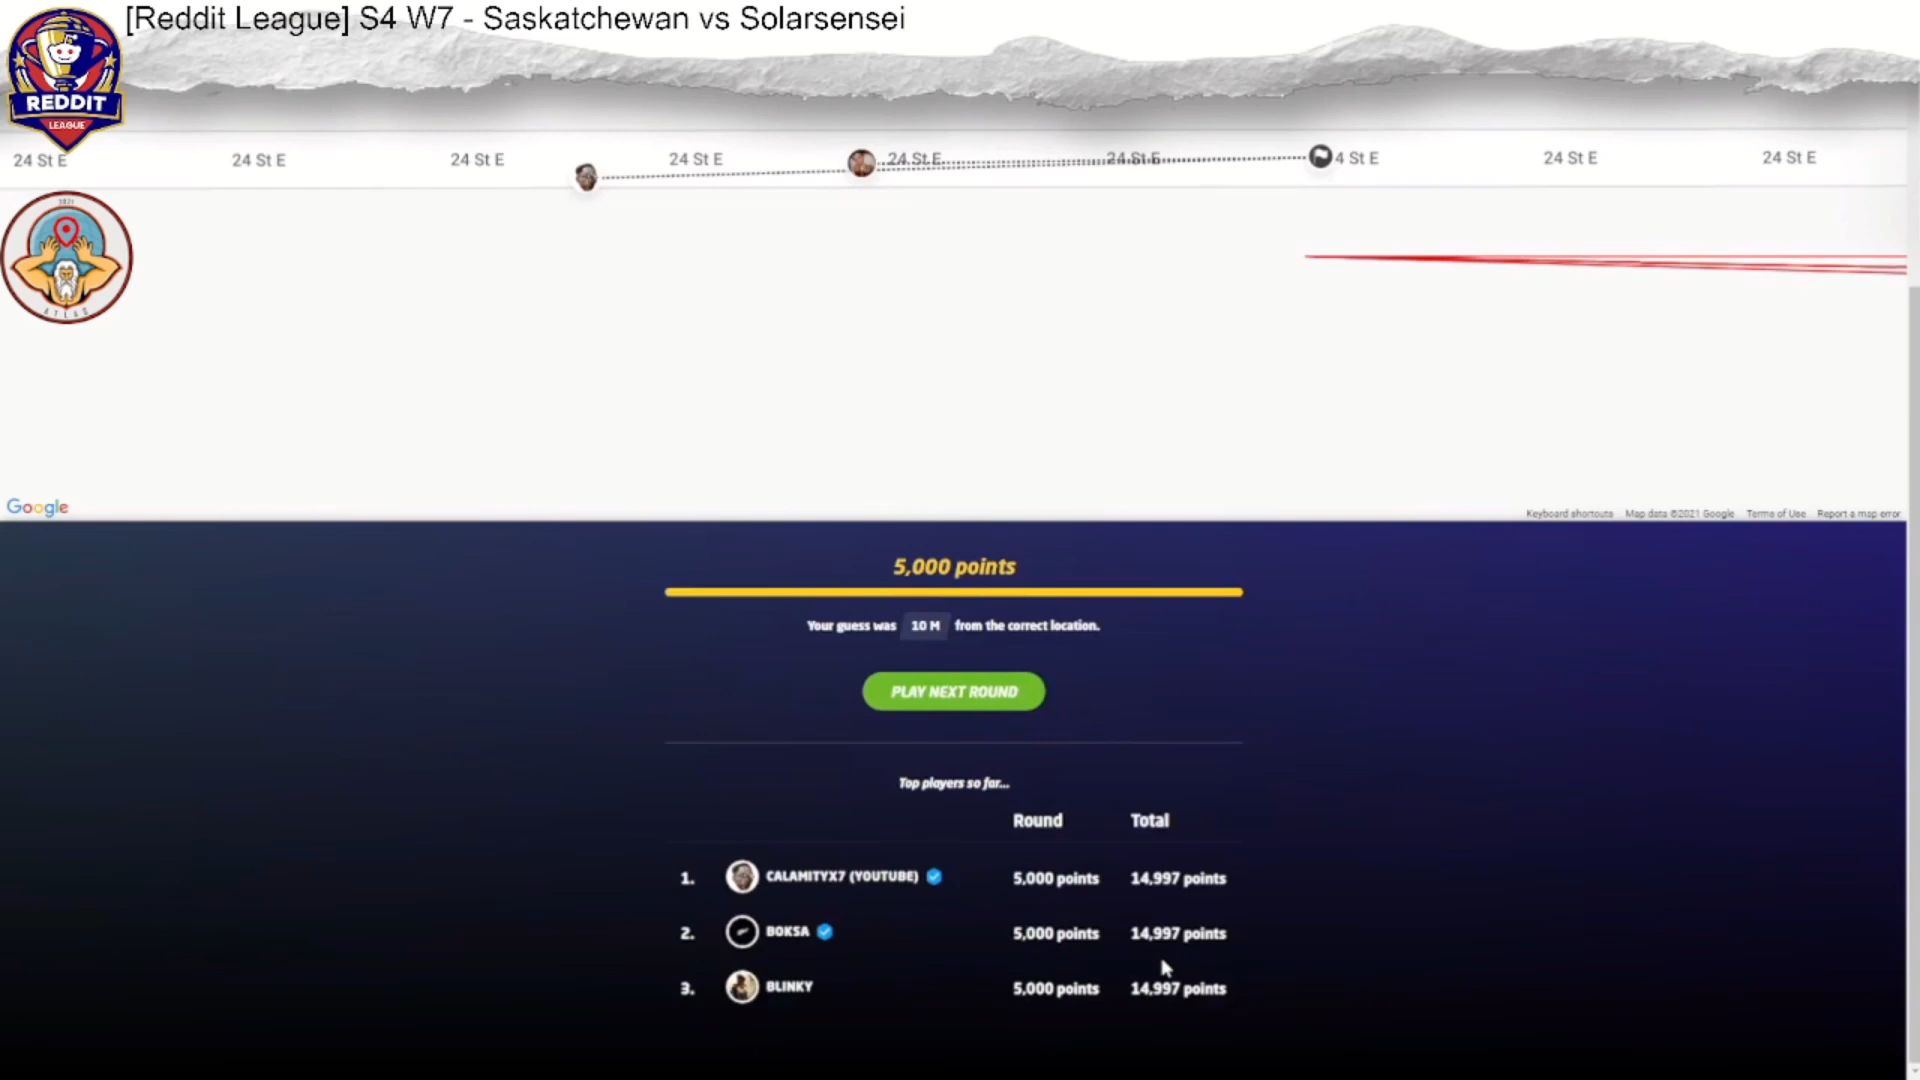 [Reddit League] S4 W7 - Saskatchewan vs Solarsensei
REDDIT
LEAGUE
24 St E 24 St E 24 St E 24 St E 24 St E 24 St E 4 St E 24 St E 24 St E
2021
ATLAS
Google
Keyboard shortcuts Map data ©2021 Google Terms of Use Report a map error
5,000 points
Your guess was 10 M from the correct location.
PLAY NEXT ROUND
Top players so far...
Round Total
1. CALAMITYX7 (YOUTUBE) 5,000 points 14,997 points
2. BOKSA 5,000 points 14,997 points
3. BLINKY 5,000 points 14,997 points